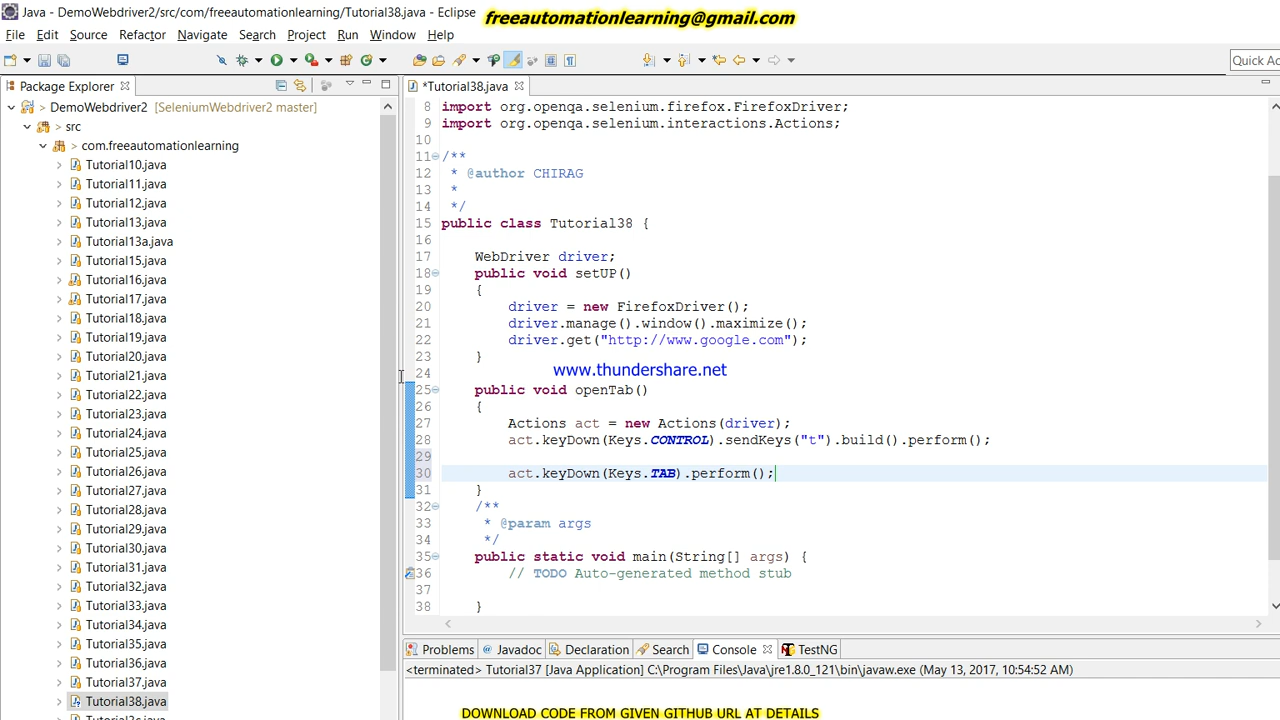 Java - DemoWebdriver2/src/com/freeautomationlearning/Tutorial38.java - Eclipse
freeautomationlearning@gmail.com
File Edit Source Refactor Navigate Search Project Run Window Help
Quick Ac
Package Explorer
DemoWebdriver2 [SeleniumWebdriver2 master]
> src
> com.freeautomationlearning
Tutorial10.java
Tutorial11.java
Tutorial12.java
Tutorial13.java
Tutorial13a.java
Tutorial15.java
Tutorial16.java
Tutorial17.java
Tutorial18.java
Tutorial19.java
Tutorial20.java
Tutorial21.java
Tutorial22.java
Tutorial23.java
Tutorial24.java
Tutorial25.java
Tutorial26.java
Tutorial27.java
Tutorial28.java
Tutorial29.java
Tutorial30.java
Tutorial31.java
Tutorial32.java
Tutorial33.java
Tutorial34.java
Tutorial35.java
Tutorial36.java
Tutorial37.java
Tutorial38.java
*Tutorial38.java
8 import org.openqa.selenium.firefox.FirefoxDriver;
9 import org.openqa.selenium.interactions.Actions;
10
11 /**
12 * @author CHIRAG
13 *
14 */
15 public class Tutorial38 {
16
17 WebDriver driver;
18 public void setUP()
19 {
20 driver = new FirefoxDriver();
21 driver.manage().window().maximize();
22 driver.get("http://www.google.com");
23 }
www.thundershare.net
24
25 public void openTab()
26 {
27 Actions act = new Actions(driver);
28 act.keyDown(Keys.CONTROL).sendKeys("t").build().perform();
29
30 act.keyDown(Keys.TAB).perform();
31 }
32 /**
33 * @param args
34 */
35 public static void main(String[] args) {
36 // TODO Auto-generated method stub
37
38 }
Problems @ Javadoc Declaration Search Console TestNG
<terminated> Tutorial37 [Java Application] C:\Program Files\Java\jre1.8.0_121\bin\javaw.exe (May 13, 2017, 10:54:52 AM)
DOWNLOAD CODE FROM GIVEN GITHUB URL AT DETAILS